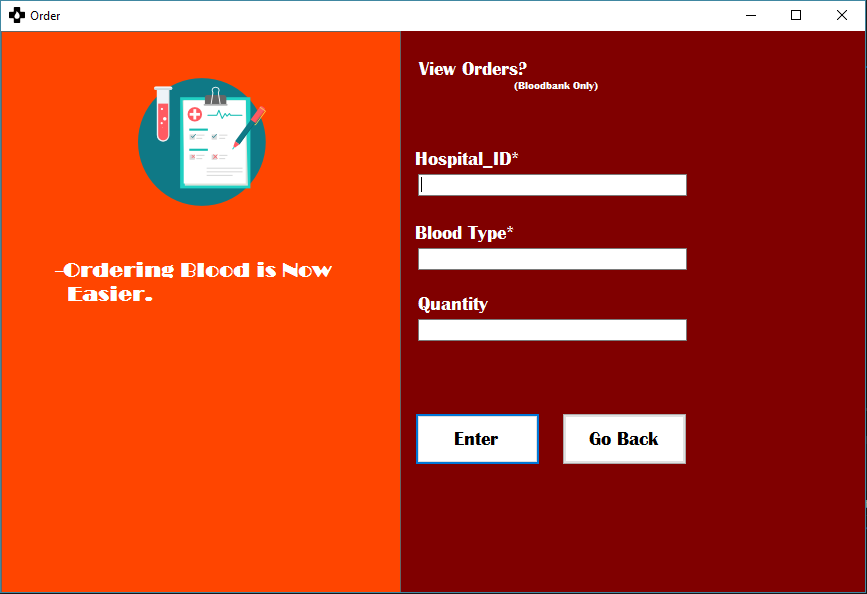 Order
View Orders?
(Bloodbank Only)
Hospital_ID*
Blood Type*
-Ordering Blood is Now
Easier.
Quantity
Enter
Go Back